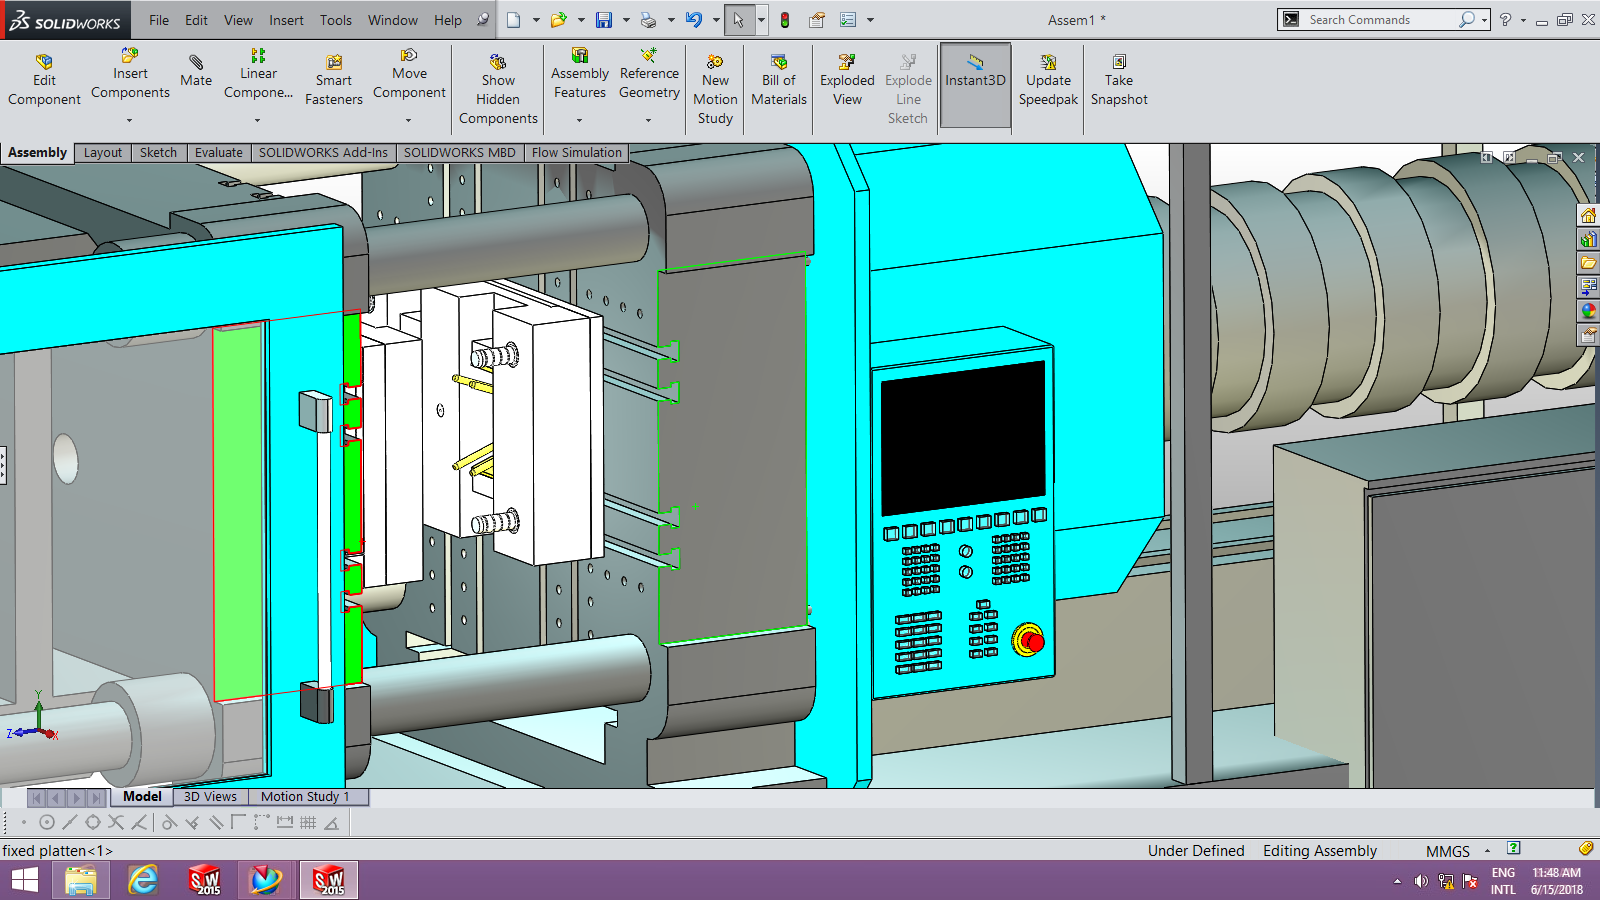 SOLIDWORKS File Edit View Insert Tools Window Help Assem1 * Search Commands ?
Edit Component
Insert Components
Mate
Linear Compone...
Smart Fasteners
Move Component
Show Hidden Components
Assembly Features
Reference Geometry
New Motion Study
Bill of Materials
Exploded View
Explode Line Sketch
Instant3D
Update Speedpak
Take Snapshot
Assembly Layout Sketch Evaluate SOLIDWORKS Add-Ins SOLIDWORKS MBD Flow Simulation
Y
Z X
Model 3D Views Motion Study 1
fixed platten<1> Under Defined Editing Assembly MMGS ?
SW 2015 SW 2015
ENG 11:48 AM
INTL 6/15/2018